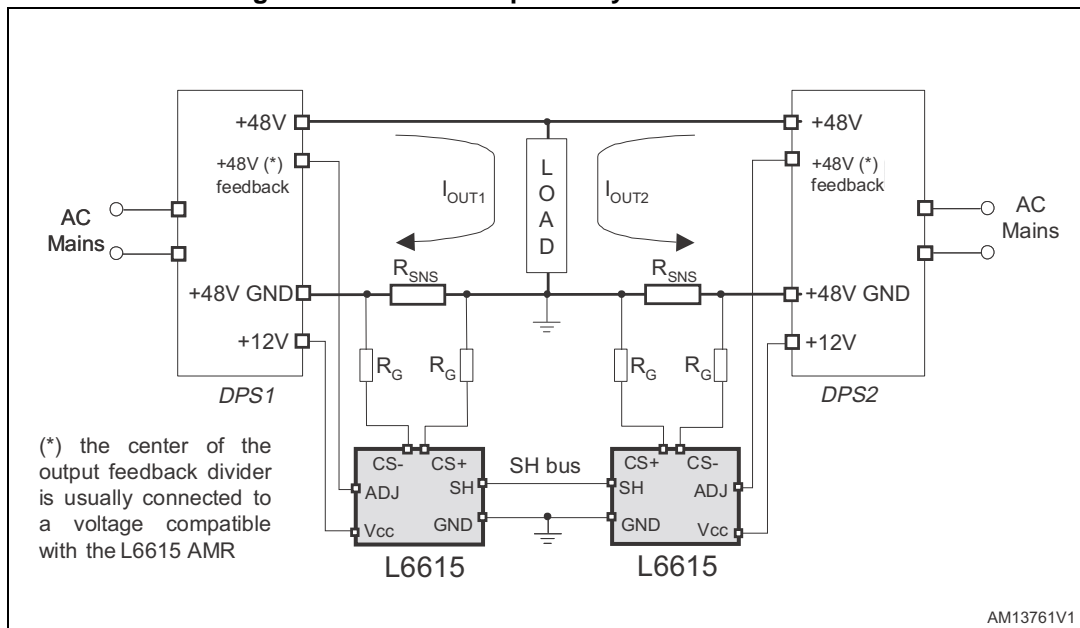 +48V
+48V (*)
feedback
AC
Mains
+48V GND
+12V
DPS1
I_OUT1
L
O
A
D
I_OUT2
R_SNS
R_SNS
R_G
R_G
R_G
R_G
+48V
+48V (*)
feedback
AC
Mains
+48V GND
+12V
DPS2
(*) the center of the
output feedback divider
is usually connected to
a voltage compatible
with the L6615 AMR
CS- CS+
ADJ
SH
GND
Vcc
L6615
SH bus
CS+ CS-
SH
ADJ
GND
Vcc
L6615
AM13761V1